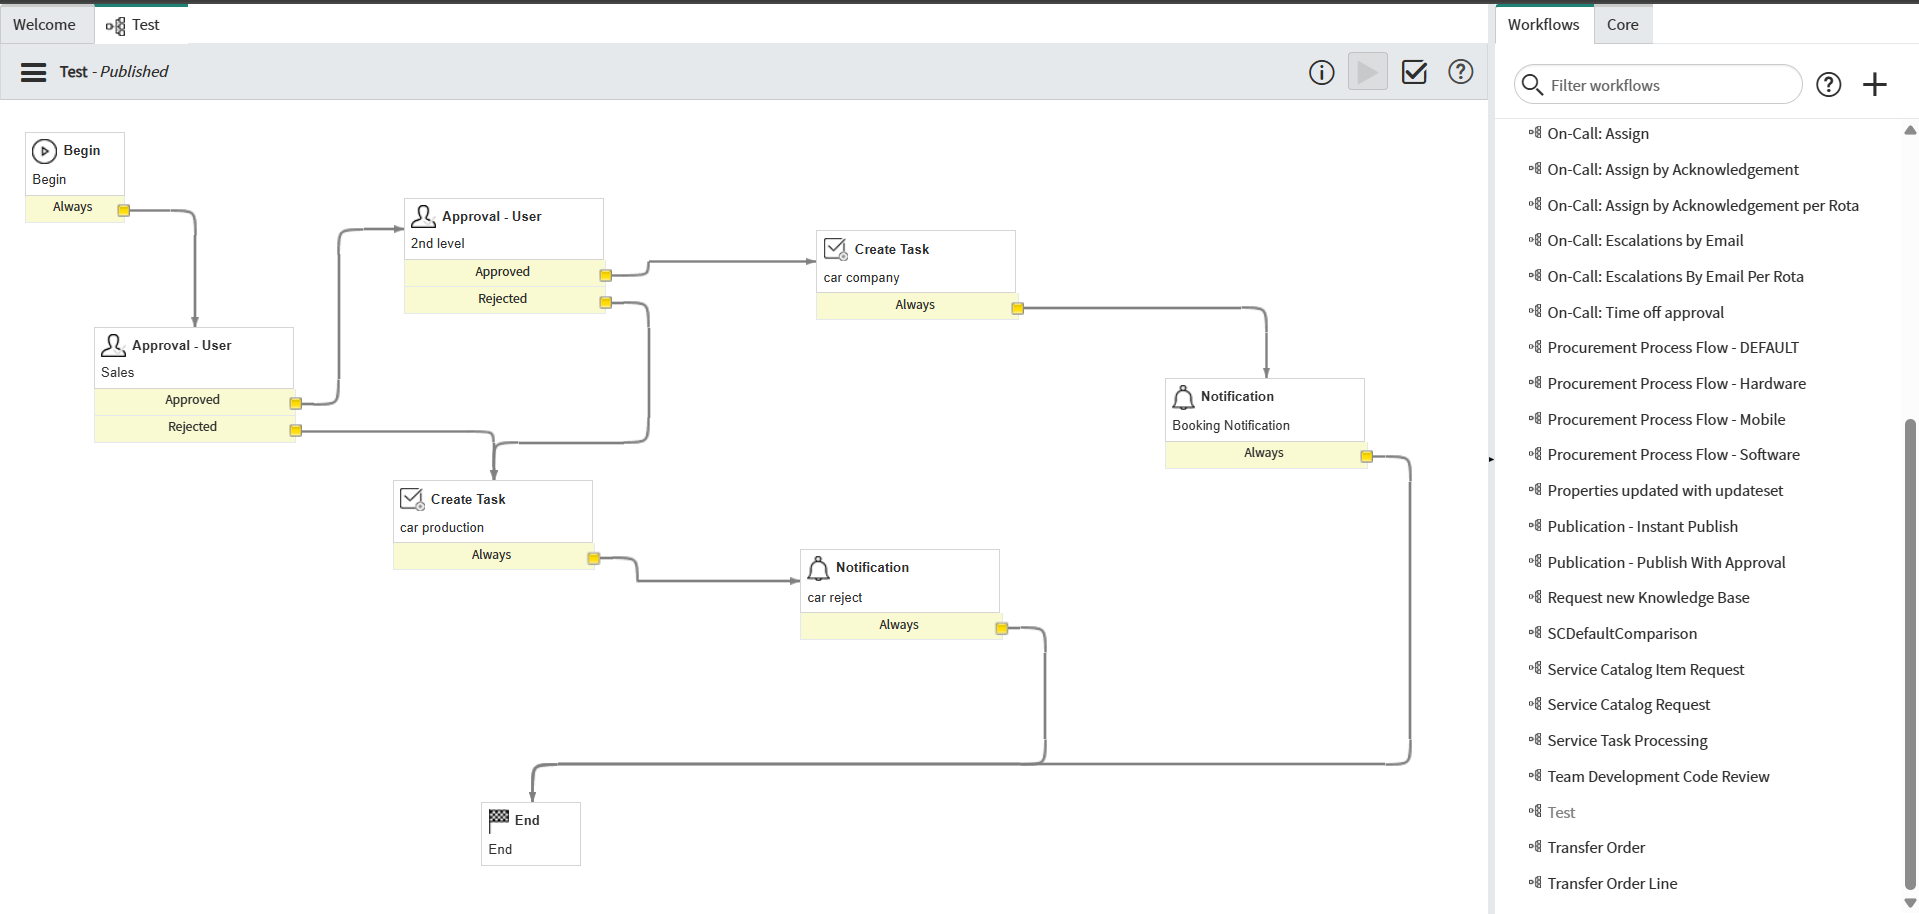 Welcome
Test
Test - Published
Begin
Begin
Always
Approval - User
2nd level
Approved
Rejected
Create Task
car company
Always
Approval - User
Sales
Approved
Rejected
Notification
Booking Notification
Always
Create Task
car production
Always
Notification
car reject
Always
End
End
Workflows
Core
Filter workflows
On-Call: Assign
On-Call: Assign by Acknowledgement
On-Call: Assign by Acknowledgement per Rota
On-Call: Escalations by Email
On-Call: Escalations By Email Per Rota
On-Call: Time off approval
Procurement Process Flow - DEFAULT
Procurement Process Flow - Hardware
Procurement Process Flow - Mobile
Procurement Process Flow - Software
Properties updated with updateset
Publication - Instant Publish
Publication - Publish With Approval
Request new Knowledge Base
SCDefaultComparison
Service Catalog Item Request
Service Catalog Request
Service Task Processing
Team Development Code Review
Test
Transfer Order
Transfer Order Line